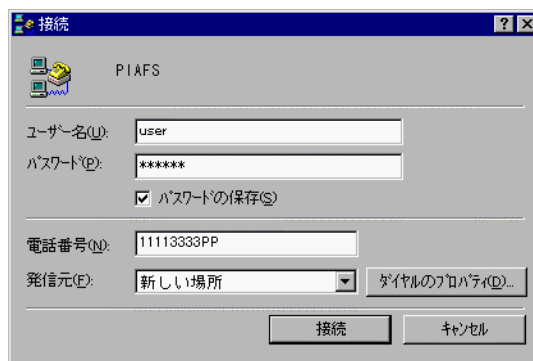 接続
PIAFS
ﾕｰｻﾞｰ名(U):
user
ﾊﾟｽﾜｰﾄﾞ(P):
******
ﾊﾟｽﾜｰﾄﾞの保存(S)
電話番号(N):
11113333PP
発信元(F):
新しい場所
ﾀﾞｲﾔﾙのﾌﾟﾛﾊﾟﾃｨ(D)...
接続
ｷｬﾝｾﾙ